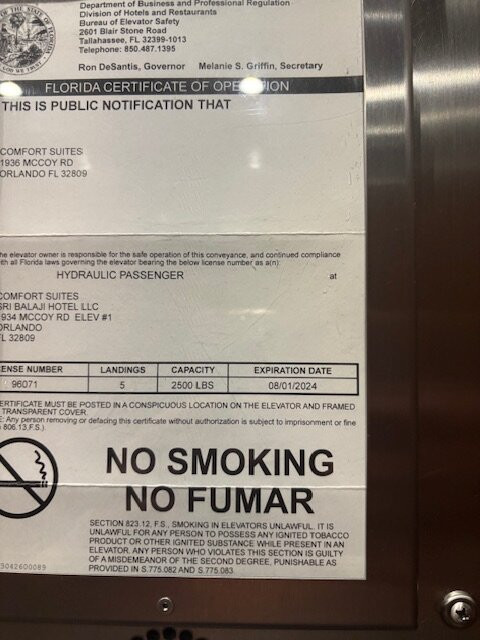 Department of Business and Professional Regulation
Division of Hotels and Restaurants
Bureau of Elevator Safety
2601 Blair Stone Road
Tallahassee, FL 32399-1013
Telephone: 850.487.1395
Ron DeSantis, Governor Melanie S. Griffin, Secretary
FLORIDA CERTIFICATE OF OPERATION
THIS IS PUBLIC NOTIFICATION THAT
COMFORT SUITES
1936 MCCOY RD
ORLANDO FL 32809
he elevator owner is responsible for the safe operation of this conveyance, and continued compliance
ith all Florida laws governing the elevator bearing the below license number as a(n):
HYDRAULIC PASSENGER at
COMFORT SUITES
SRI BALAJI HOTEL LLC
1934 MCCOY RD ELEV #1
ORLANDO
FL 32809
ENSE NUMBER LANDINGS CAPACITY EXPIRATION DATE
96071 5 2500 LBS 08/01/2024
ERTIFICATE MUST BE POSTED IN A CONSPICUOUS LOCATION ON THE ELEVATOR AND FRAMED
TRANSPARENT COVER
E: Any person removing or defacing this certificate without authorization is subject to imprisonment or fine
806.13,F.S.).
NO SMOKING
NO FUMAR
SECTION 823.12, F.S., SMOKING IN ELEVATORS UNLAWFUL. IT IS
UNLAWFUL FOR ANY PERSON TO POSSESS ANY IGNITED TOBACCO
PRODUCT OR OTHER IGNITED SUBSTANCE WHILE PRESENT IN AN
ELEVATOR. ANY PERSON WHO VIOLATES THIS SECTION IS GUILTY
OF A MISDEMEANOR OF THE SECOND DEGREE, PUNISHABLE AS
PROVIDED IN S.775.082 AND S.775.083.